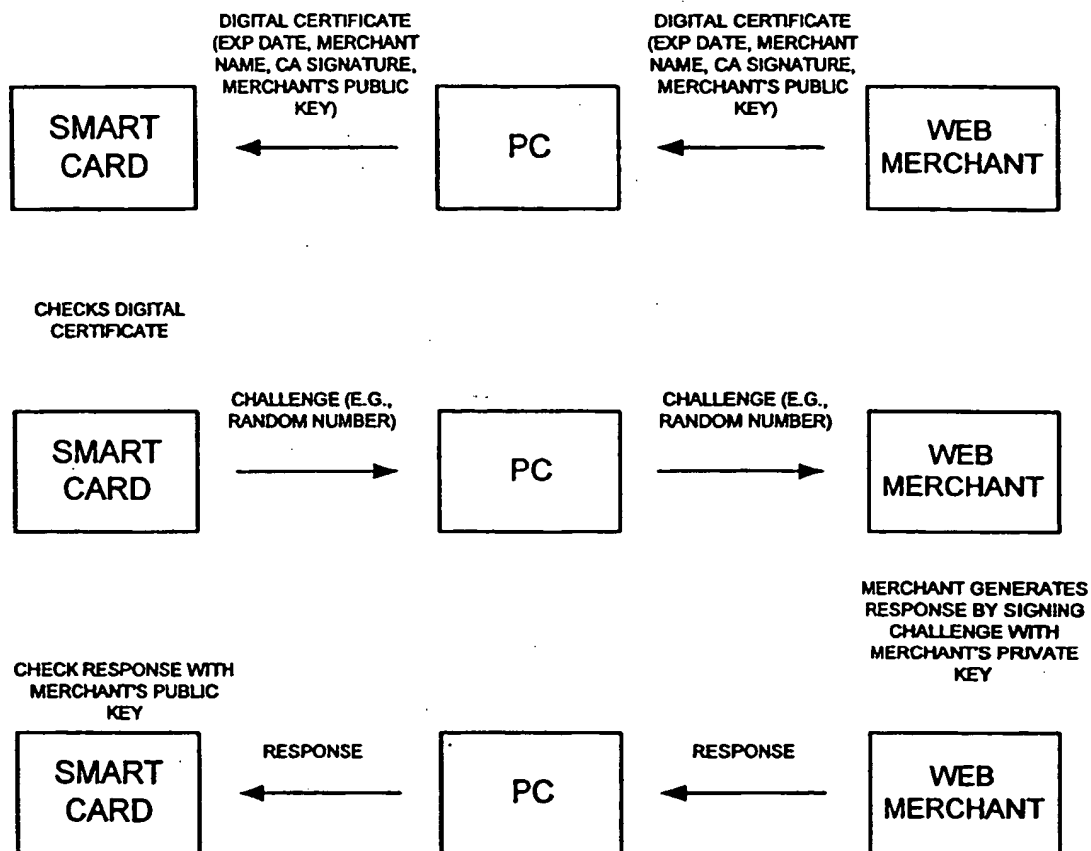 DIGITAL CERTIFICATE
(EXP DATE, MERCHANT
NAME, CA SIGNATURE,
MERCHANT'S PUBLIC
KEY)
DIGITAL CERTIFICATE
(EXP DATE, MERCHANT
NAME, CA SIGNATURE,
MERCHANT'S PUBLIC
KEY)
SMART
CARD
PC
WEB
MERCHANT
CHECKS DIGITAL
CERTIFICATE
CHALLENGE (E.G.,
RANDOM NUMBER)
CHALLENGE (E.G.,
RANDOM NUMBER)
SMART
CARD
PC
WEB
MERCHANT
MERCHANT GENERATES
RESPONSE BY SIGNING
CHALLENGE WITH
MERCHANT'S PRIVATE
KEY
CHECK RESPONSE WITH
MERCHANT'S PUBLIC
KEY
RESPONSE
RESPONSE
SMART
CARD
PC
WEB
MERCHANT